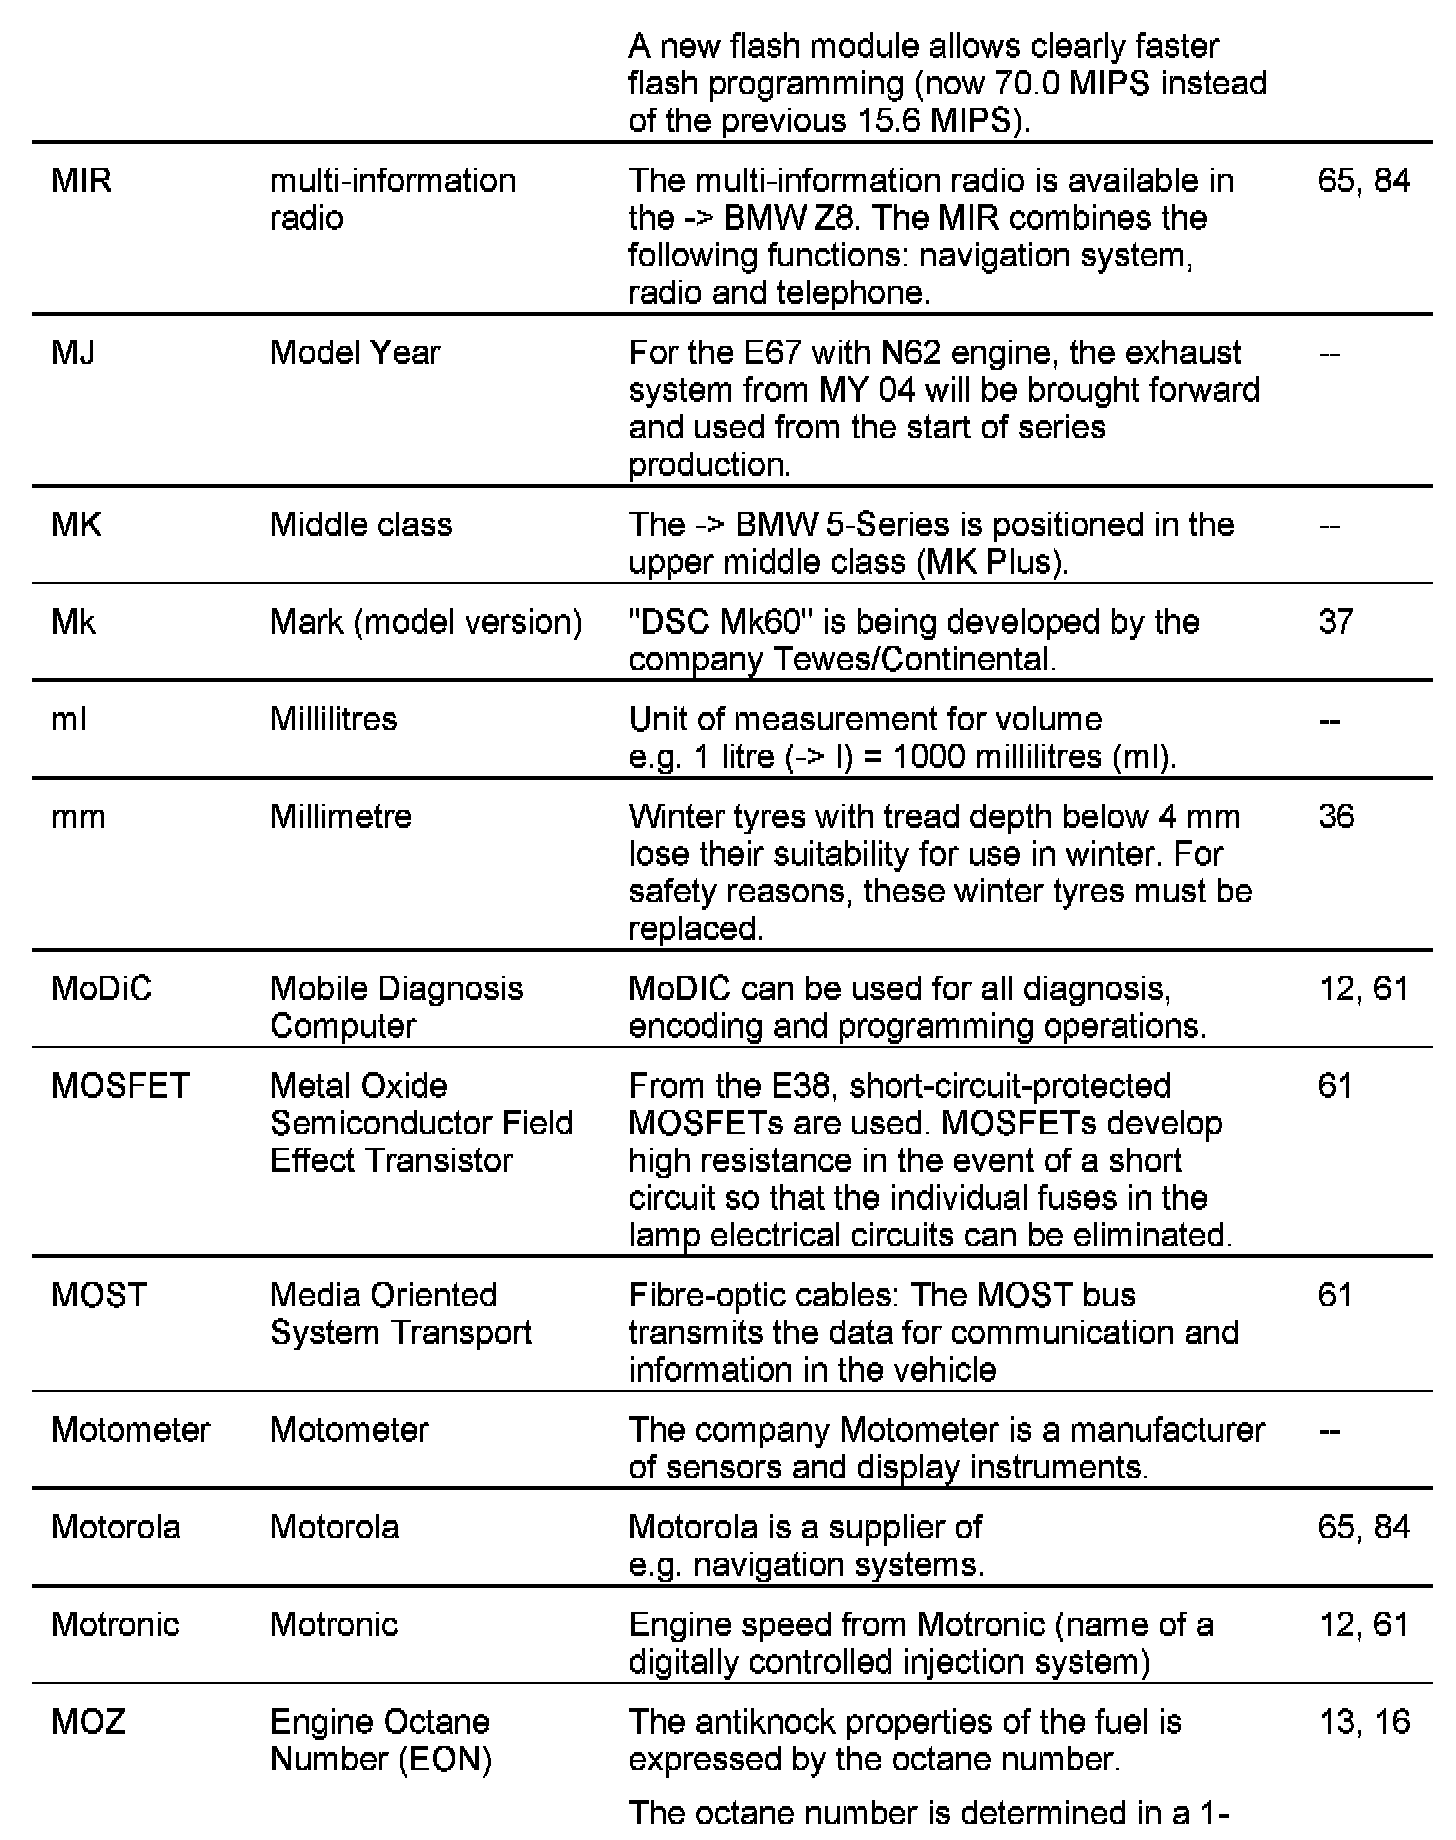 A new flash module allows clearly faster
flash programming (now 70.0 MIPS instead
of the previous 15.6 MIPS).
MIR multi-information The multi-information radio is available in 65, 84
radio the -> BMW Z8. The MIR combines the
following functions: navigation system,
radio and telephone.
MJ Model Year For the E67 with N62 engine, the exhaust --
system from MY 04 will be brought forward
and used from the start of series
production.
MK Middle class The -> BMW 5-Series is positioned in the --
upper middle class (MK Plus).
Mk Mark (model version) "DSC Mk60" is being developed by the 37
company Tewes/Continental.
ml Millilitres Unit of measurement for volume --
e.g. 1 litre (-> l) = 1000 millilitres (ml).
mm Millimetre Winter tyres with tread depth below 4 mm 36
lose their suitability for use in winter. For
safety reasons, these winter tyres must be
replaced.
MoDiC Mobile Diagnosis MoDIC can be used for all diagnosis, 12, 61
Computer encoding and programming operations.
MOSFET Metal Oxide From the E38, short-circuit-protected 61
Semiconductor Field MOSFETs are used. MOSFETs develop
Effect Transistor high resistance in the event of a short
circuit so that the individual fuses in the
lamp electrical circuits can be eliminated.
MOST Media Oriented Fibre-optic cables: The MOST bus 61
System Transport transmits the data for communication and
information in the vehicle
Motometer Motometer The company Motometer is a manufacturer --
of sensors and display instruments.
Motorola Motorola Motorola is a supplier of 65, 84
e.g. navigation systems.
Motronic Motronic Engine speed from Motronic (name of a 12, 61
digitally controlled injection system)
MOZ Engine Octane The antiknock properties of the fuel is 13, 16
Number (EON) expressed by the octane number.
The octane number is determined in a 1-